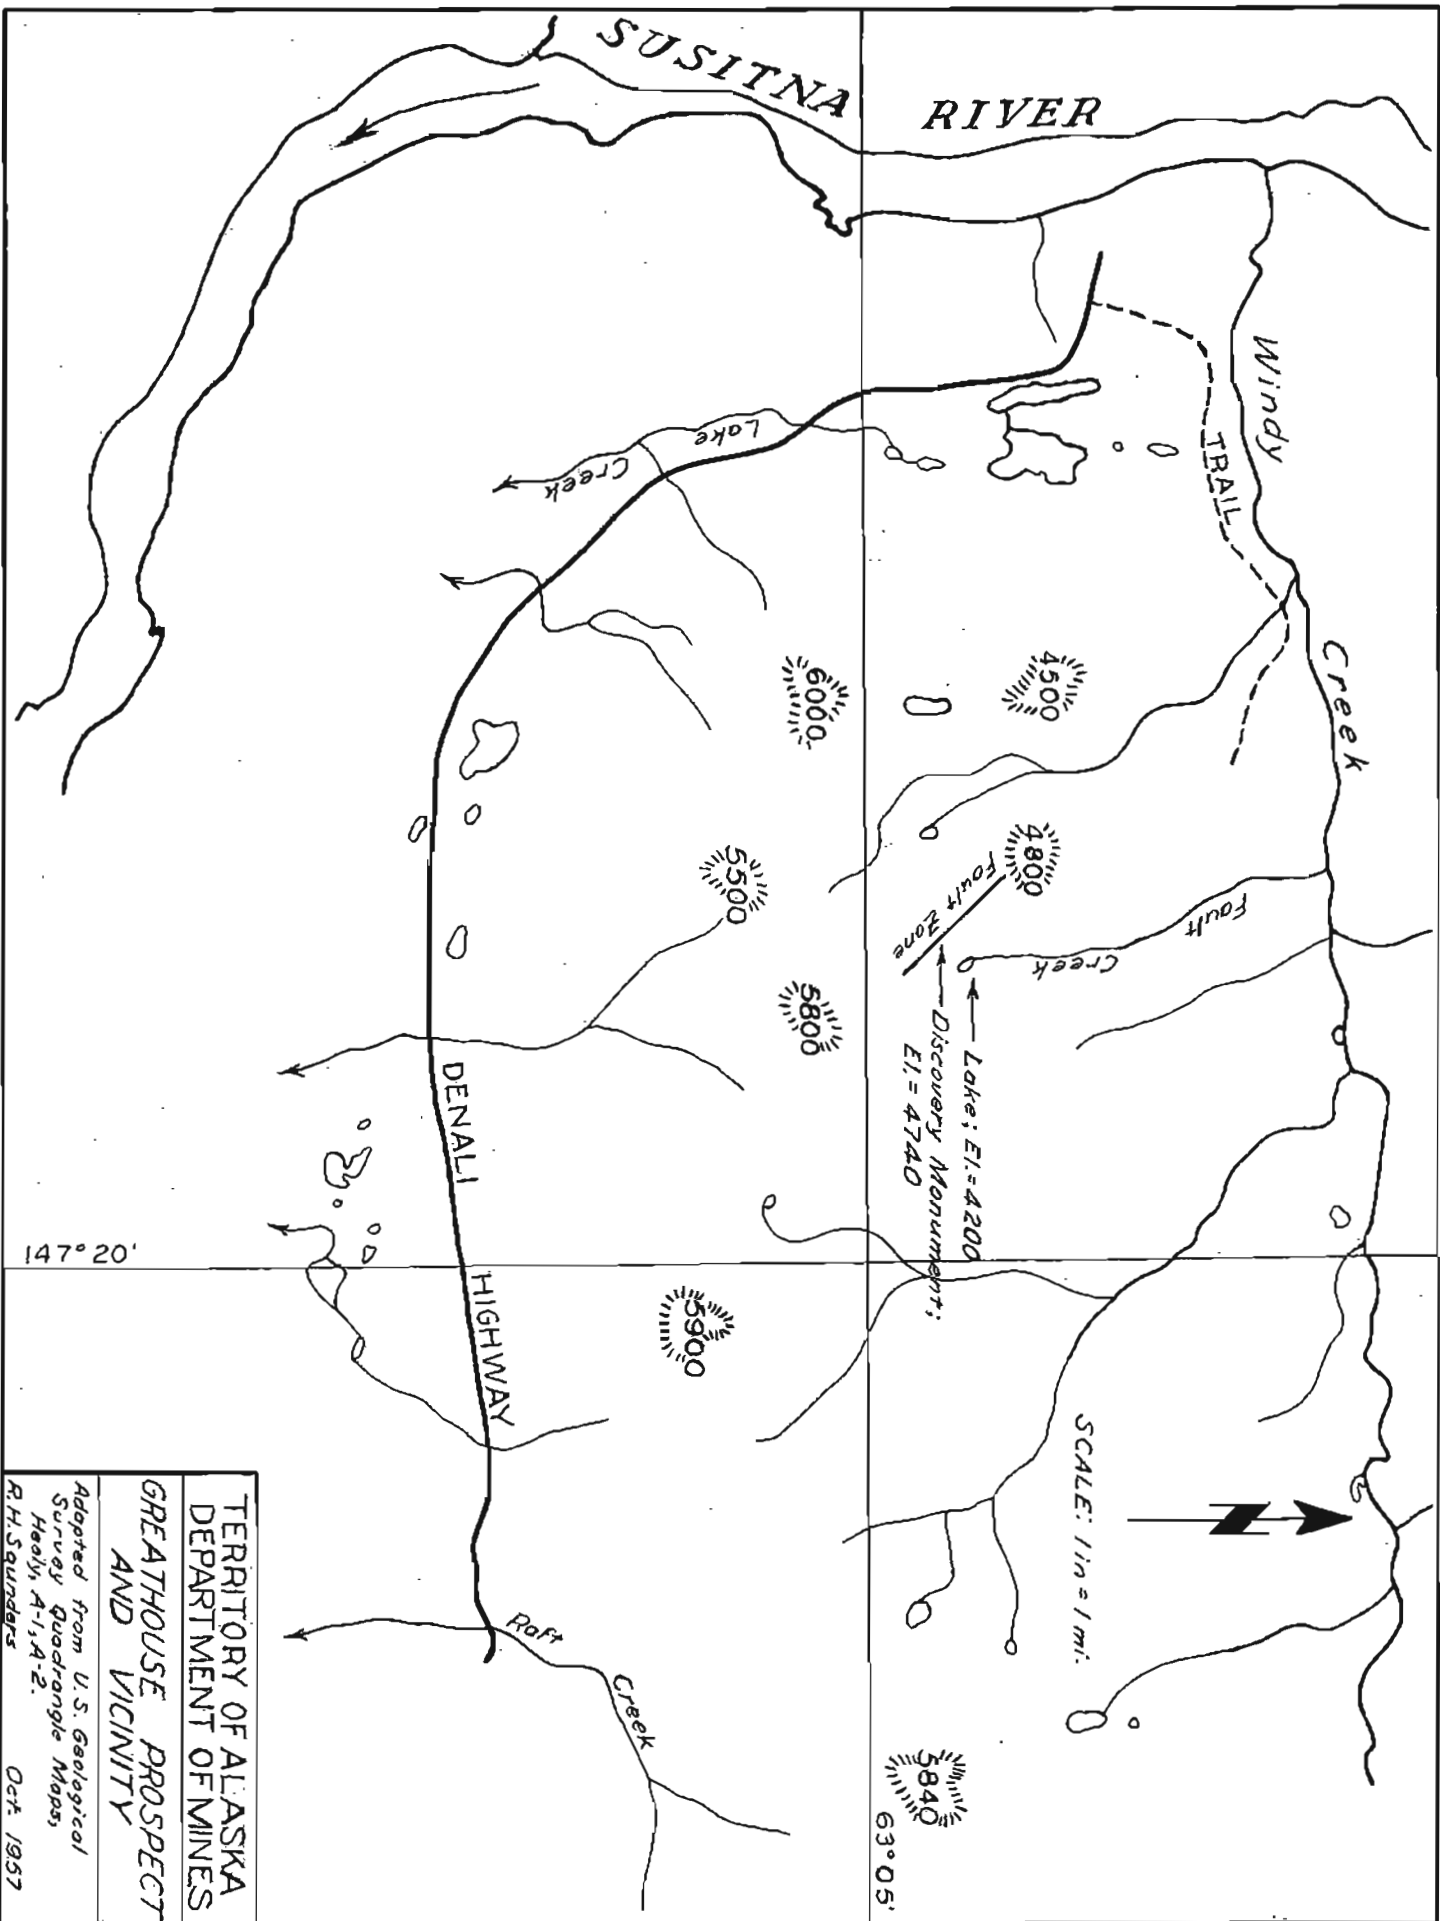 SUSITNA RIVER
Windy Creek
TRAIL
Lake Creek
4500
6000
4800
Fault Zone
5500
5800
Fault Creek
Lake; El.=4200
Discovery Monument;
El.= 4740
DENALI HIGHWAY
147° 20'
5900
SCALE: 1 in = 1 mi.
Raft Creek
5840
63° 05'
TERRITORY OF ALASKA
DEPARTMENT OF MINES
GREATHOUSE PROSPECT
AND VICINITY
Adapted from U.S. Geological
Survey Quadrangle Maps,
Healy, A-1, A-2.
R.H. Saunders Oct. 1957